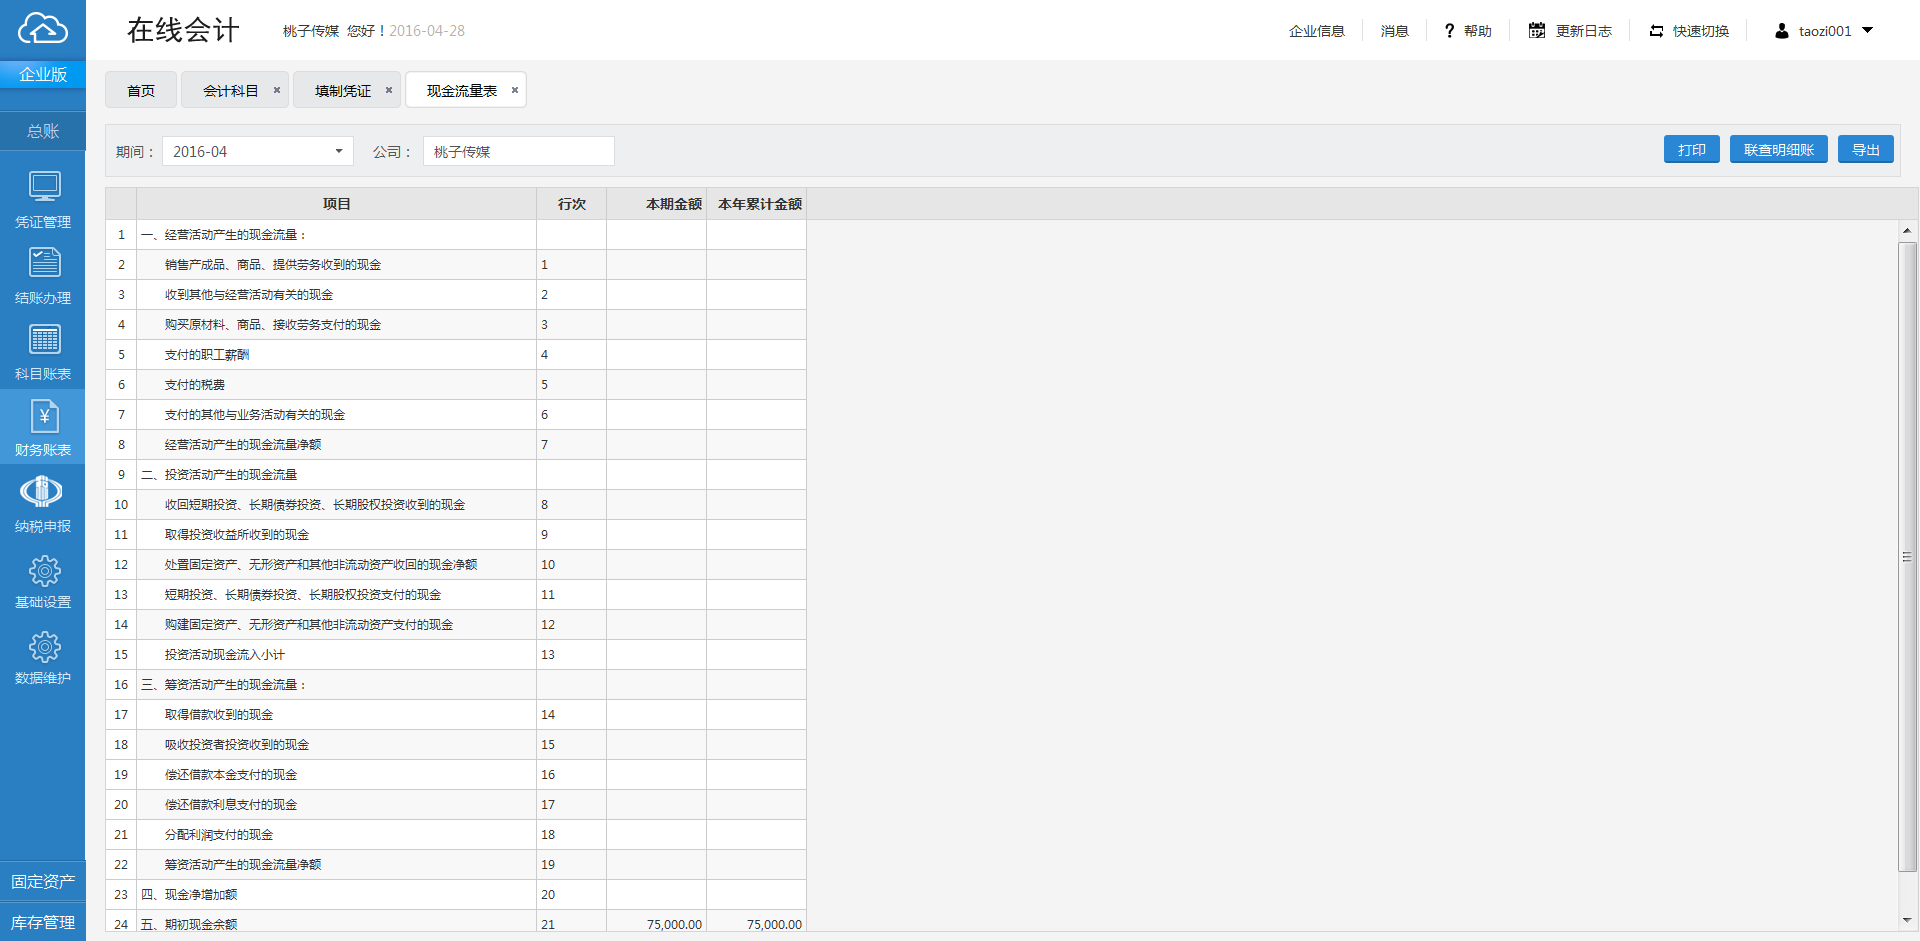 在线会计 桃子传媒 您好！2016-04-28 企业信息 消息 ? 帮助 更新日志 快速切换 taozi001
企业版
首页 会计科目 × 填制凭证 × 现金流量表 ×
总账
期间： 2016-04 公司： 桃子传媒 打印 联查明细账 导出
凭证管理
结账办理
科目账表
¥
财务账表
纳税申报
基础设置
数据维护
固定资产
库存管理
项目 行次 本期金额 本年累计金额
1 一、经营活动产生的现金流量：
2 销售产成品、商品、提供劳务收到的现金 1
3 收到其他与经营活动有关的现金 2
4 购买原材料、商品、接收劳务支付的现金 3
5 支付的职工薪酬 4
6 支付的税费 5
7 支付的其他与业务活动有关的现金 6
8 经营活动产生的现金流量净额 7
9 二、投资活动产生的现金流量
10 收回短期投资、长期债券投资、长期股权投资收到的现金 8
11 取得投资收益所收到的现金 9
12 处置固定资产、无形资产和其他非流动资产收回的现金净额 10
13 短期投资、长期债券投资、长期股权投资支付的现金 11
14 购建固定资产、无形资产和其他非流动资产支付的现金 12
15 投资活动现金流入小计 13
16 三、筹资活动产生的现金流量：
17 取得借款收到的现金 14
18 吸收投资者投资收到的现金 15
19 偿还借款本金支付的现金 16
20 偿还借款利息支付的现金 17
21 分配利润支付的现金 18
22 筹资活动产生的现金流量净额 19
23 四、现金净增加额 20
24 五、期初现金余额 21 75,000.00 75,000.00